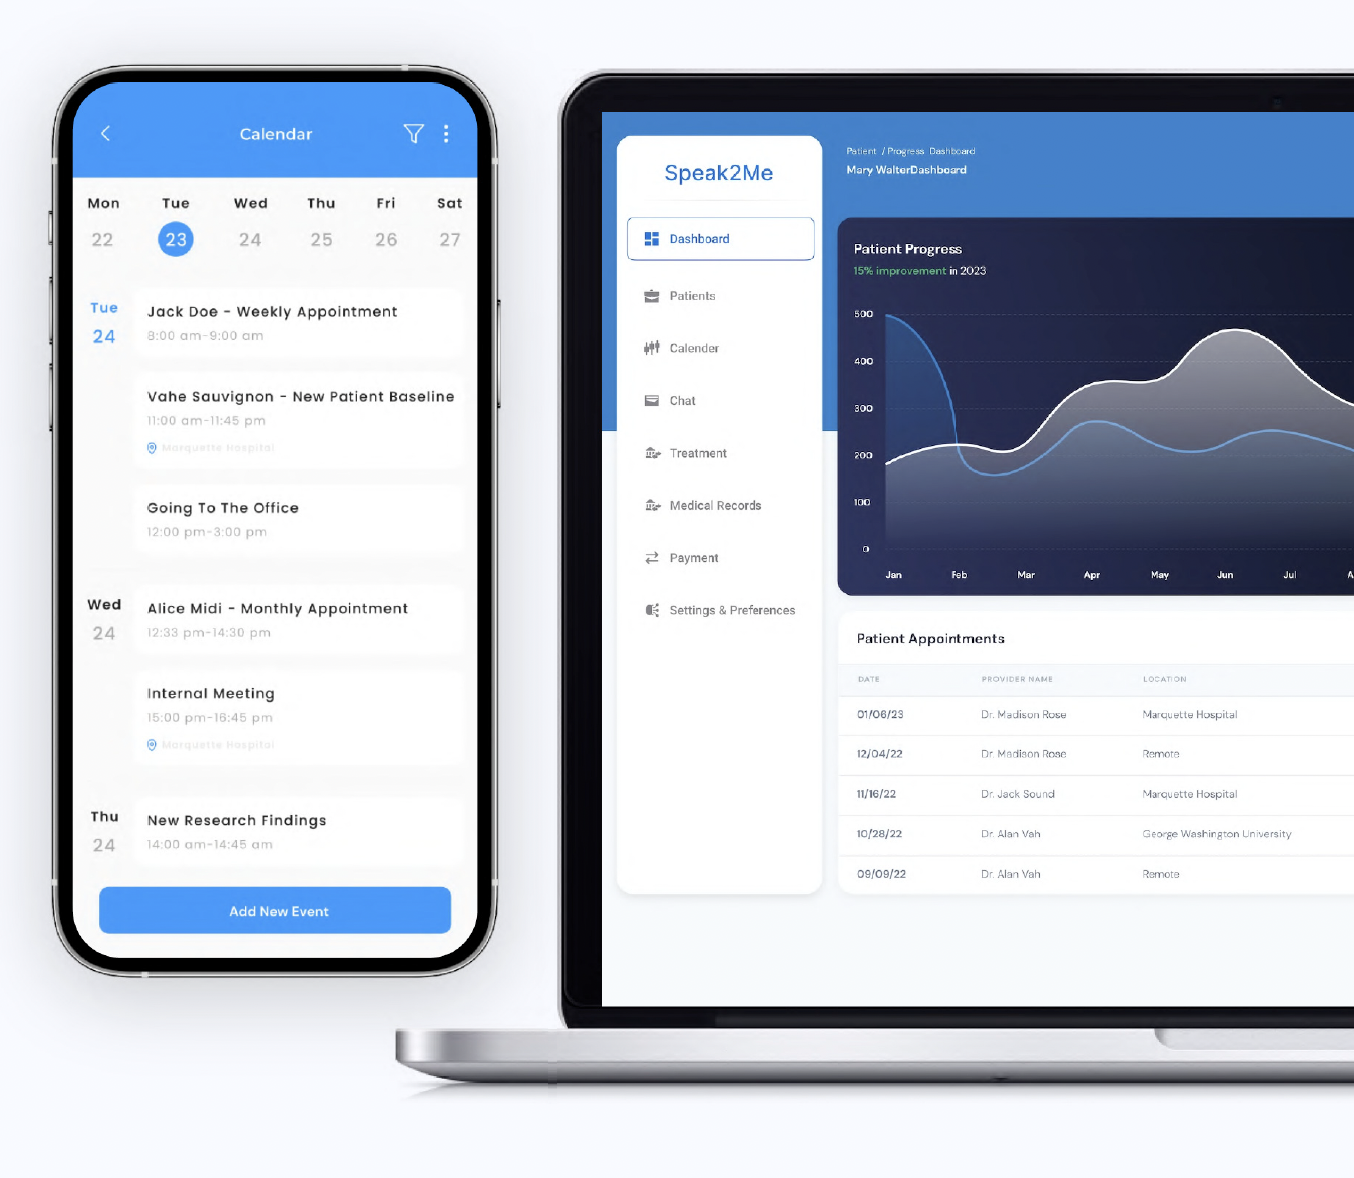 Calendar
Mon Tue Wed Thu Fri Sat
22 23 24 25 26 27
Tue
24
Jack Doe - Weekly Appointment
8:00 am-9:00 am
Vahe Sauvignon - New Patient Baseline
11:00 am-11:45 pm
Marquette Hospital
Going To The Office
12:00 pm-3:00 pm
Wed
24
Alice Midi - Monthly Appointment
12:33 pm-14:30 pm
Internal Meeting
15:00 pm-16:45 pm
Marquette Hospital
Thu
24
New Research Findings
14:00 am-14:45 am
Add New Event
Speak2Me
Dashboard
Patients
Calender
Chat
Treatment
Medical Records
Payment
Settings & Preferences
Patient / Progress Dashboard
Mary WalterDashboard
Patient Progress
15% improvement in 2023
500
400
300
200
100
0
Jan Feb Mar Apr May Jun Jul A
Patient Appointments
DATE PROVIDER NAME LOCATION
01/06/23 Dr. Madison Rose Marquette Hospital
12/04/22 Dr. Madison Rose Remote
11/16/22 Dr. Jack Sound Marquette Hospital
10/28/22 Dr. Alan Vah George Washington University
09/09/22 Dr. Alan Vah Remote